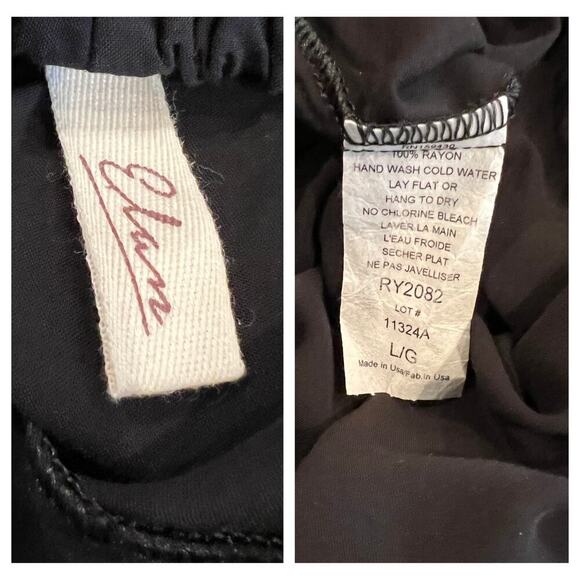 Elan
100% RAYON
HAND WASH COLD WATER
LAY FLAT OR
HANG TO DRY
NO CHLORINE BLEACH
LAVER LA MAIN
L'EAU FROIDE
SECHER PLAT
NE PAS JAVELLISER
RY2082
LOT #
11324A
L/G
Made in Usa/Fab.in Usa